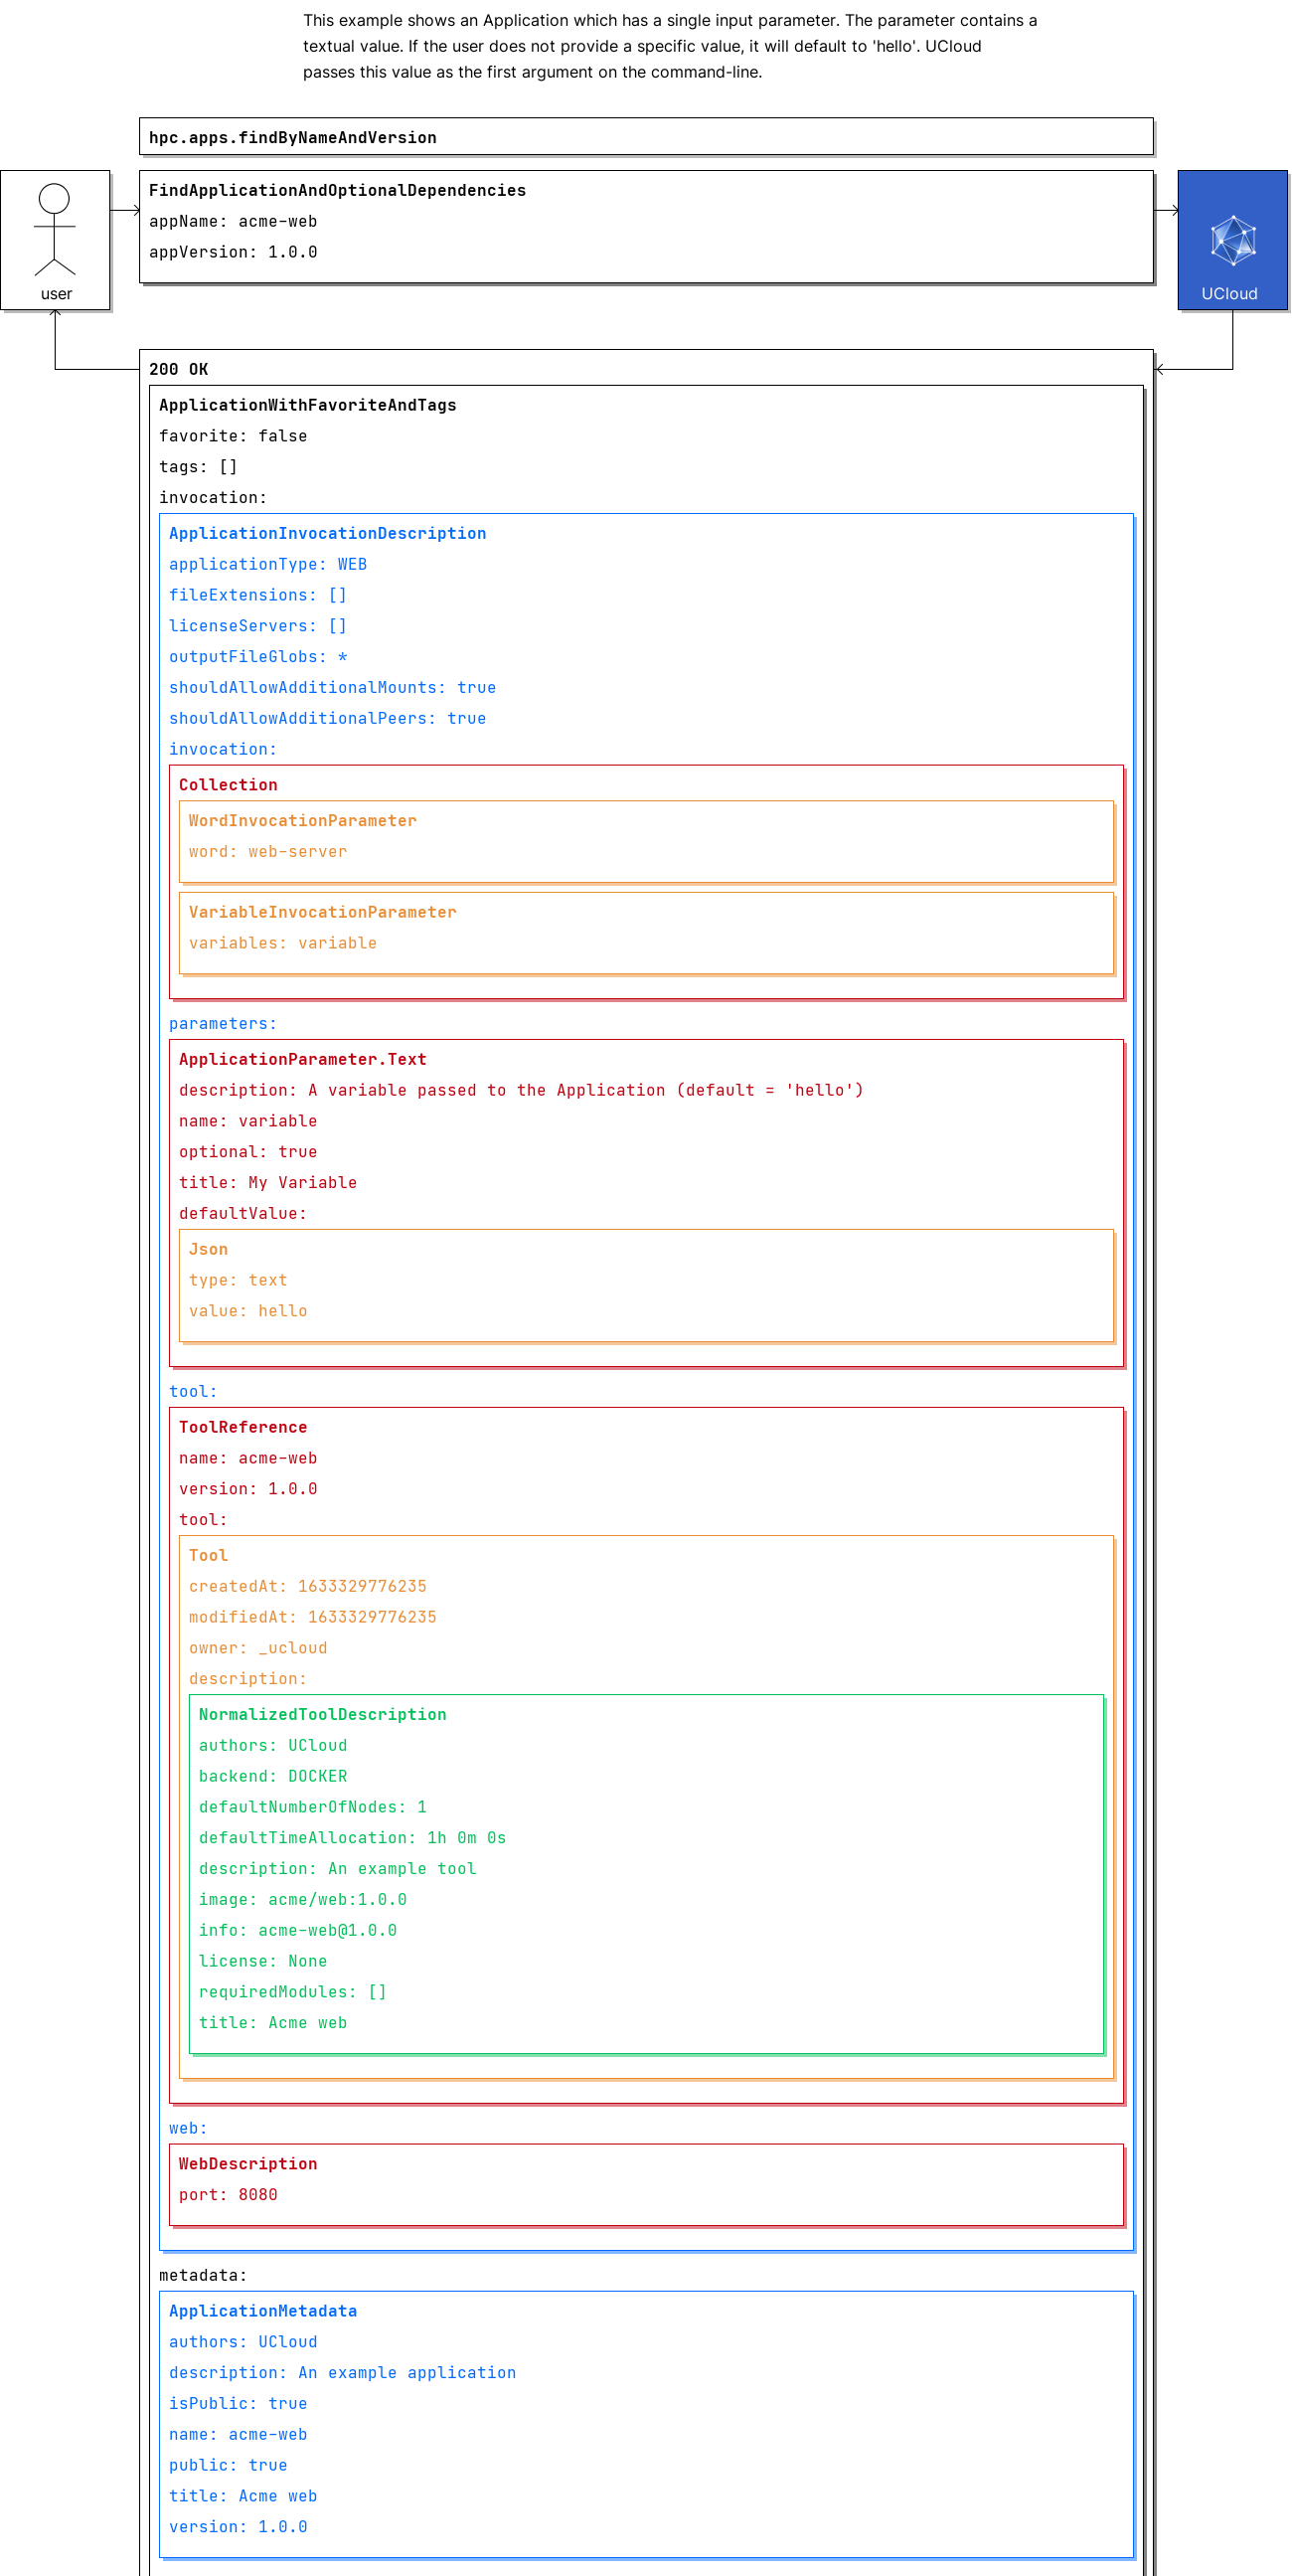 This example shows an Application which has a single input parameter. The parameter contains a
textual value. If the user does not provide a specific value, it will default to 'hello'. UCloud
passes this value as the first argument on the command-line.
hpc.apps.findByNameAndVersion
FindApplicationAndOptionalDependencies
appName: acme-web
appVersion: 1.0.0
user
UCloud
200 OK
ApplicationWithFavoriteAndTags
favorite: false
tags: []
invocation:
ApplicationInvocationDescription
applicationType: WEB
fileExtensions: []
licenseServers: []
outputFileGlobs: *
shouldAllowAdditionalMounts: true
shouldAllowAdditionalPeers: true
invocation:
Collection
WordInvocationParameter
word: web-server
VariableInvocationParameter
variables: variable
parameters:
ApplicationParameter.Text
description: A variable passed to the Application (default = 'hello')
name: variable
optional: true
title: My Variable
defaultValue:
Json
type: text
value: hello
tool:
ToolReference
name: acme-web
version: 1.0.0
tool:
Tool
createdAt: 1633329776235
modifiedAt: 1633329776235
owner: _ucloud
description:
NormalizedToolDescription
authors: UCloud
backend: DOCKER
defaultNumberOfNodes: 1
defaultTimeAllocation: 1h 0m 0s
description: An example tool
image: acme/web:1.0.0
info: acme-web@1.0.0
license: None
requiredModules: []
title: Acme web
web:
WebDescription
port: 8080
metadata:
ApplicationMetadata
authors: UCloud
description: An example application
isPublic: true
name: acme-web
public: true
title: Acme web
version: 1.0.0